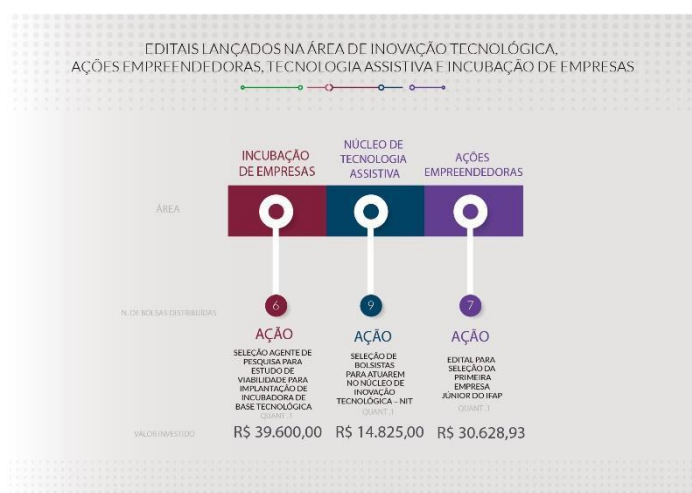 EDITAIS LANÇADOS NA ÁREA DE INOVAÇÃO TECNOLÓGICA,
AÇÕES EMPREENDEDORAS, TECNOLOGIA ASSISTIVA E INCUBAÇÃO DE EMPRESAS
INCUBAÇÃO
DE EMPRESAS
NÚCLEO DE
TECNOLOGIA
ASSISTIVA
AÇÕES
EMPREENDEDORAS
ÁREA
N. DE BOLSAS DISTRIBUÍDAS
6
9
7
AÇÃO
SELEÇÃO AGENTE DE
PESQUISA PARA
ESTUDO DE
VIABILIDADE PARA
IMPLANTAÇÃO DE
INCUBADORA DE
BASE TECNOLÓGICA
QUANT. 1
AÇÃO
SELEÇÃO DE
BOLSISTAS
PARA ATUAREM
NO NÚCLEO DE
INOVAÇÃO
TECNOLÓGICA – NIT
QUANT. 1
AÇÃO
EDITAL PARA
SELEÇÃO DA
PRIMEIRA
EMPRESA
JÚNIOR DO IFAP
QUANT. 1
VALOR INVESTIDO
R$ 39.600,00
R$ 14.825,00
R$ 30.628,93